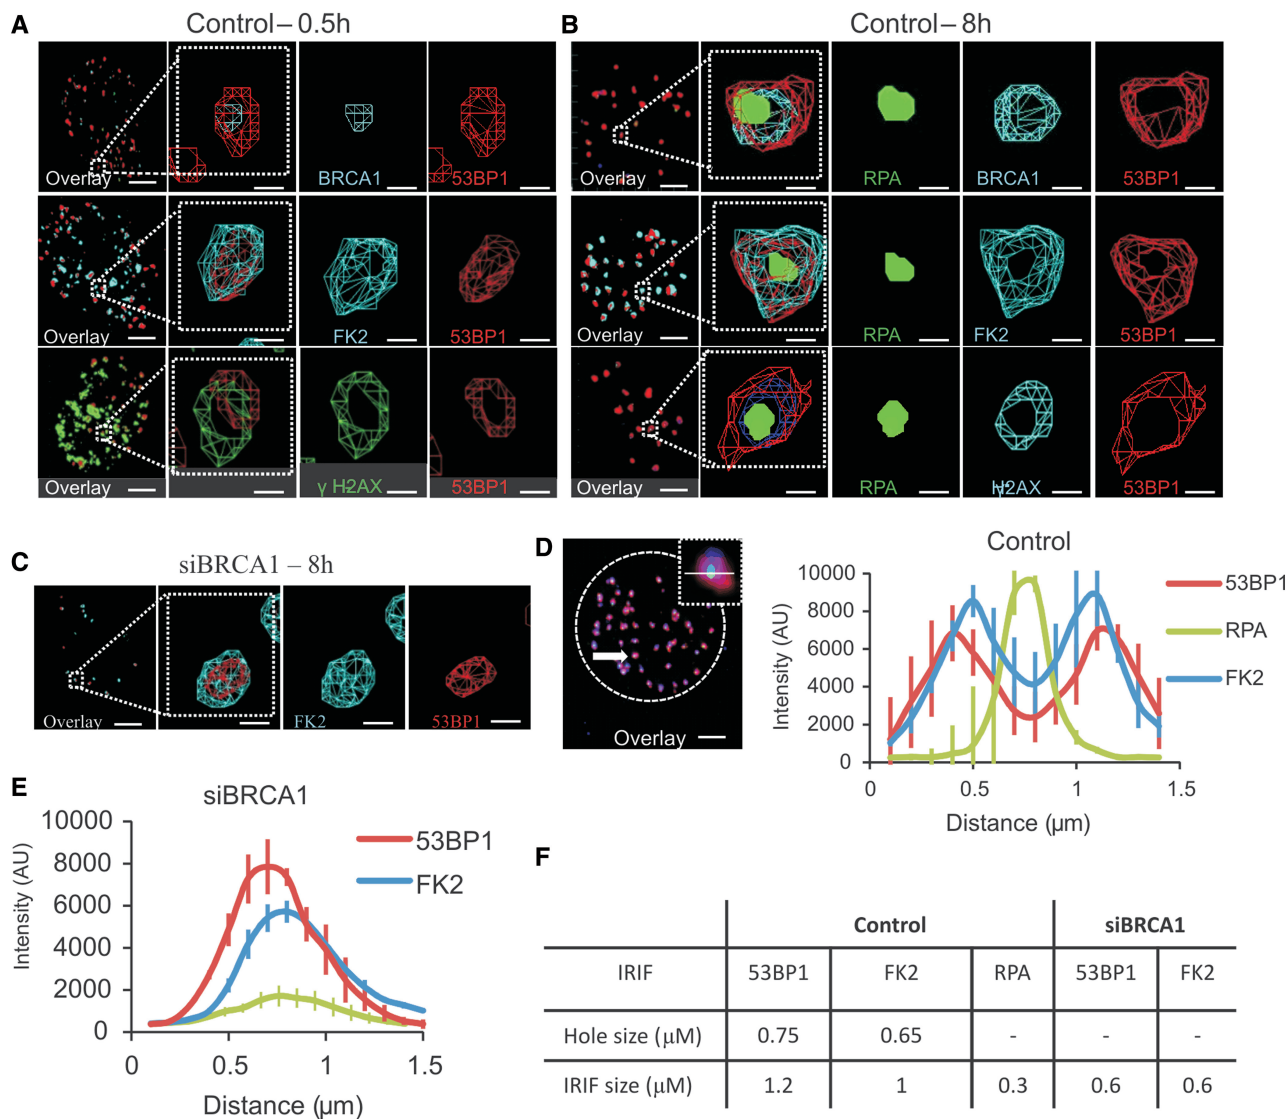 A
Control – 0.5h
Overlay
BRCA1
53BP1
Overlay
FK2
53BP1
Overlay
γ H2AX
53BP1
B
Control – 8h
Overlay
RPA
BRCA1
53BP1
Overlay
RPA
FK2
53BP1
Overlay
RPA
γH2AX
53BP1
C
siBRCA1 – 8h
Overlay
FK2
53BP1
D
Overlay
Control
Intensity (AU)
10000
8000
6000
4000
2000
0
0
0.5
1
1.5
Distance (μm)
53BP1
RPA
FK2
E
siBRCA1
Intensity (AU)
10000
8000
6000
4000
2000
0
0
0.5
1
1.5
Distance (μm)
53BP1
FK2
F
Control siBRCA1
IRIF 53BP1 FK2 RPA 53BP1 FK2
Hole size (μM) 0.75 0.65 - - -
IRIF size (μM) 1.2 1 0.3 0.6 0.6